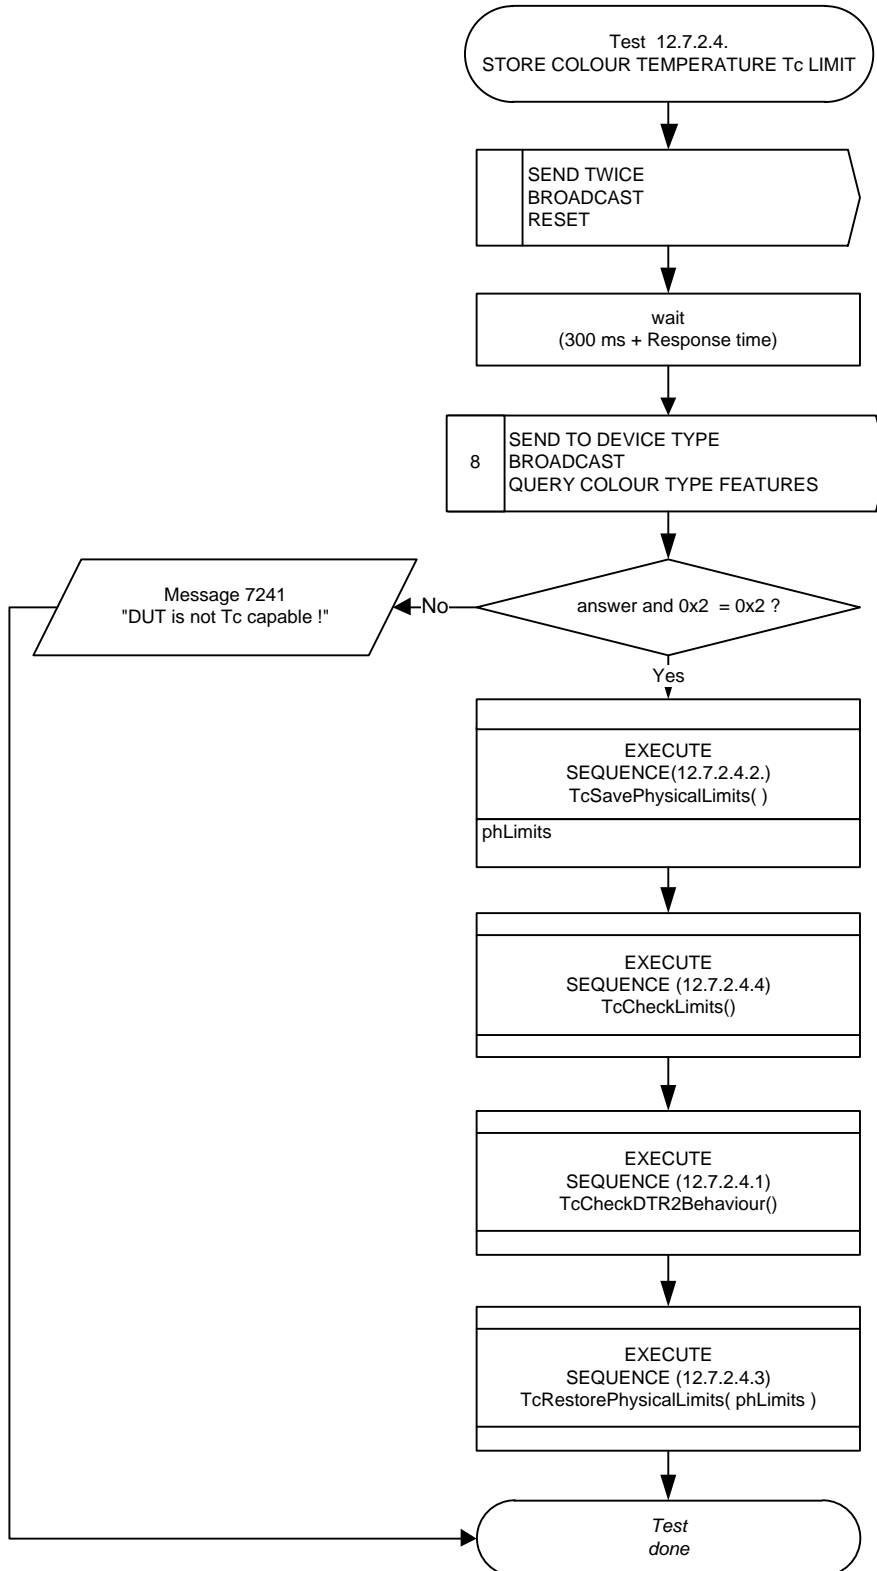 Test 12.7.2.4.
STORE COLOUR TEMPERATURE Tc LIMIT
SEND TWICE
BROADCAST
RESET
wait
(300 ms + Response time)
8
SEND TO DEVICE TYPE
BROADCAST
QUERY COLOUR TYPE FEATURES
Message 7241
"DUT is not Tc capable !"
No
answer and 0x2 = 0x2 ?
Yes
EXECUTE
SEQUENCE(12.7.2.4.2.)
TcSavePhysicalLimits( )
phLimits
EXECUTE
SEQUENCE (12.7.2.4.4)
TcCheckLimits()
EXECUTE
SEQUENCE (12.7.2.4.1)
TcCheckDTR2Behaviour()
EXECUTE
SEQUENCE (12.7.2.4.3)
TcRestorePhysicalLimits( phLimits )
Test
done